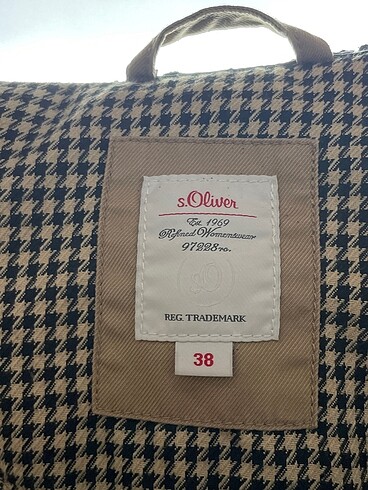 s.Oliver
Est. 1969
Refined Womenswear
97228ro.
REG. TRADEMARK
38